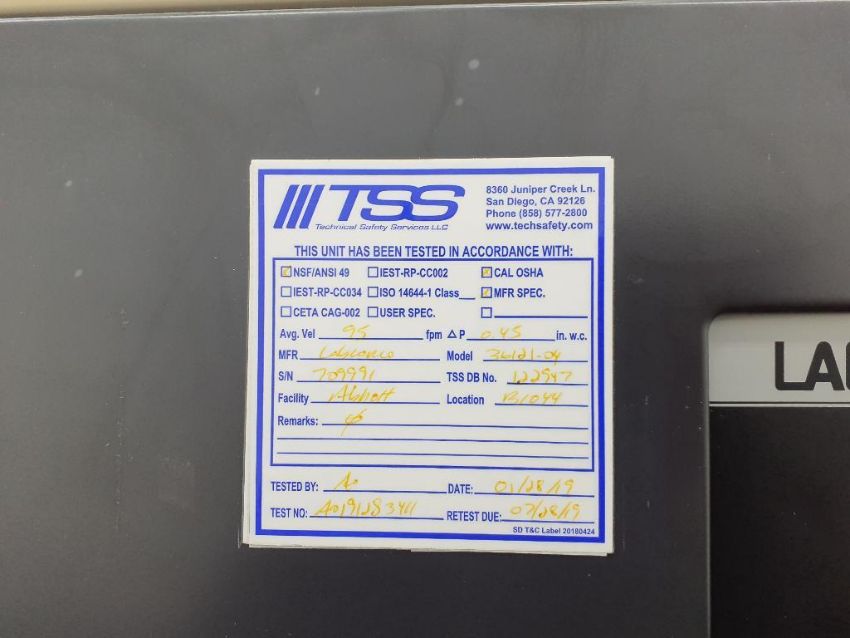 TSS
Technical Safety Services LLC
8360 Juniper Creek Ln.
San Diego, CA 92126
Phone (858) 577-2800
www.techsafety.com
THIS UNIT HAS BEEN TESTED IN ACCORDANCE WITH:
NSF/ANSI 49 IEST-RP-CC002 CAL OSHA
IEST-RP-CC034 ISO 14644-1 Class___ MFR SPEC.
CETA CAG-002 USER SPEC.
Avg. Vel 95 fpm Δ P 0.45 in. w.c.
MFR Labconco Model 36121-04
S/N 709991 TSS DB No. 122947
Facility Abbott Location B1044
Remarks:
TESTED BY: DATE: 01/28/19
TEST NO: RETEST DUE: 07/28/19
SD T&C Label 20180424
LA